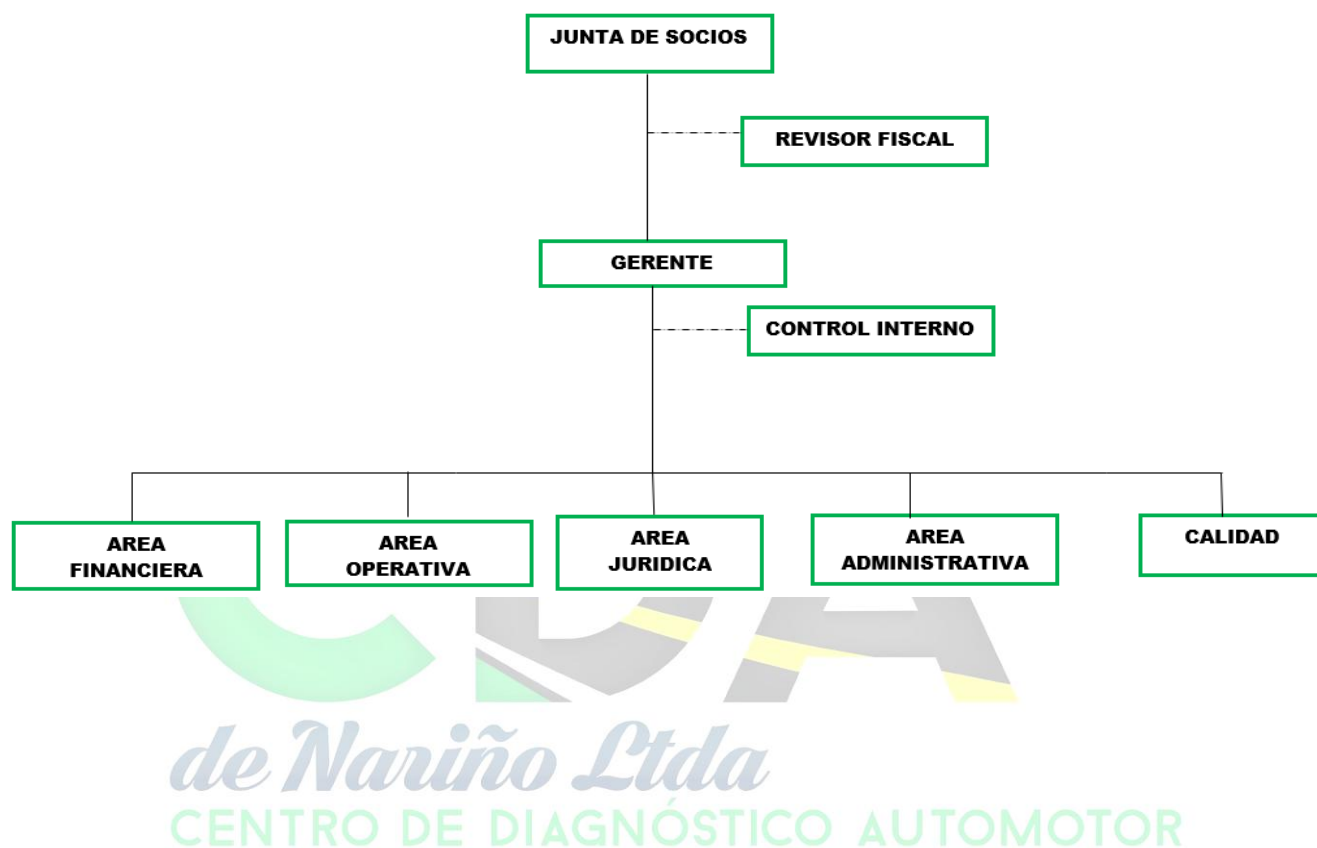 JUNTA DE SOCIOS
REVISOR FISCAL
GERENTE
CONTROL INTERNO
AREA
FINANCIERA
AREA
OPERATIVA
AREA
JURIDICA
AREA
ADMINISTRATIVA
CALIDAD
CDA
de Nariño Ltda
CENTRO DE DIAGNÓSTICO AUTOMOTOR